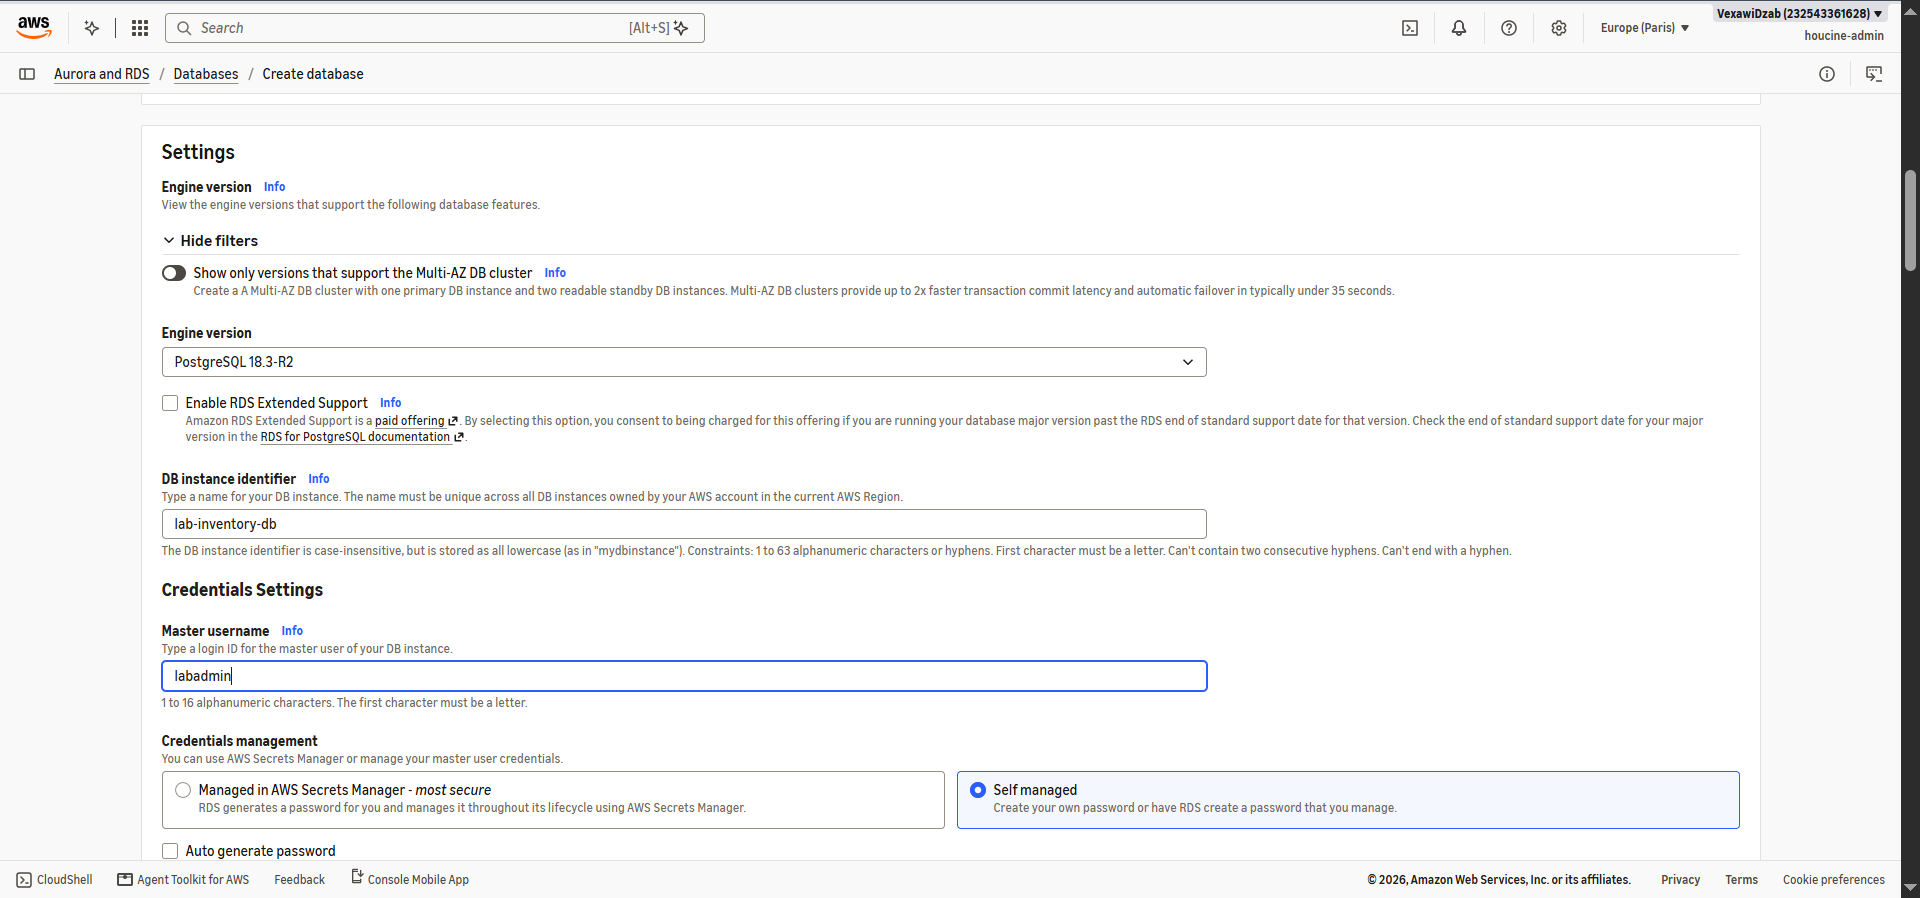 aws
Search
[Alt+S]
Europe (Paris)
VexawiDzab (232543361628)
houcine-admin
Aurora and RDS / Databases / Create database
Settings
Engine version Info
View the engine versions that support the following database features.
Hide filters
Show only versions that support the Multi-AZ DB cluster Info
Create a A Multi-AZ DB cluster with one primary DB instance and two readable standby DB instances. Multi-AZ DB clusters provide up to 2x faster transaction commit latency and automatic failover in typically under 35 seconds.
Engine version
PostgreSQL 18.3-R2
Enable RDS Extended Support Info
Amazon RDS Extended Support is a paid offering. By selecting this option, you consent to being charged for this offering if you are running your database major version past the RDS end of standard support date for that version. Check the end of standard support date for your major
version in the RDS for PostgreSQL documentation.
DB instance identifier Info
Type a name for your DB instance. The name must be unique across all DB instances owned by your AWS account in the current AWS Region.
lab-inventory-db
The DB instance identifier is case-insensitive, but is stored as all lowercase (as in "mydbinstance"). Constraints: 1 to 63 alphanumeric characters or hyphens. First character must be a letter. Can't contain two consecutive hyphens. Can't end with a hyphen.
Credentials Settings
Master username Info
Type a login ID for the master user of your DB instance.
labadmin
1 to 16 alphanumeric characters. The first character must be a letter.
Credentials management
You can use AWS Secrets Manager or manage your master user credentials.
Managed in AWS Secrets Manager - most secure
RDS generates a password for you and manages it throughout its lifecycle using AWS Secrets Manager.
Self managed
Create your own password or have RDS create a password that you manage.
Auto generate password
CloudShell Agent Toolkit for AWS Feedback Console Mobile App © 2026, Amazon Web Services, Inc. or its affiliates. Privacy Terms Cookie preferences